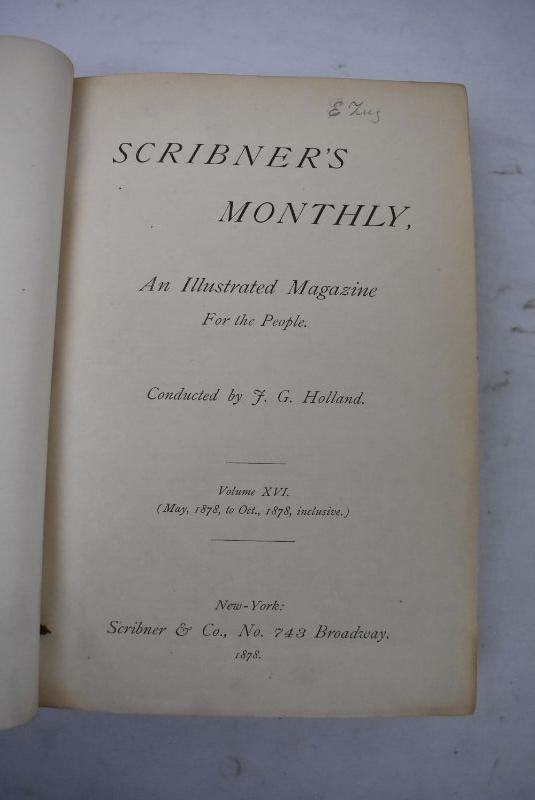 E Zug
SCRIBNER'S
MONTHLY,
An Illustrated Magazine
For the People.
Conducted by J. G. Holland.
Volume XVI.
(May, 1878, to Oct., 1878, inclusive.)
New-York:
Scribner & Co., No. 743 Broadway.
1878.